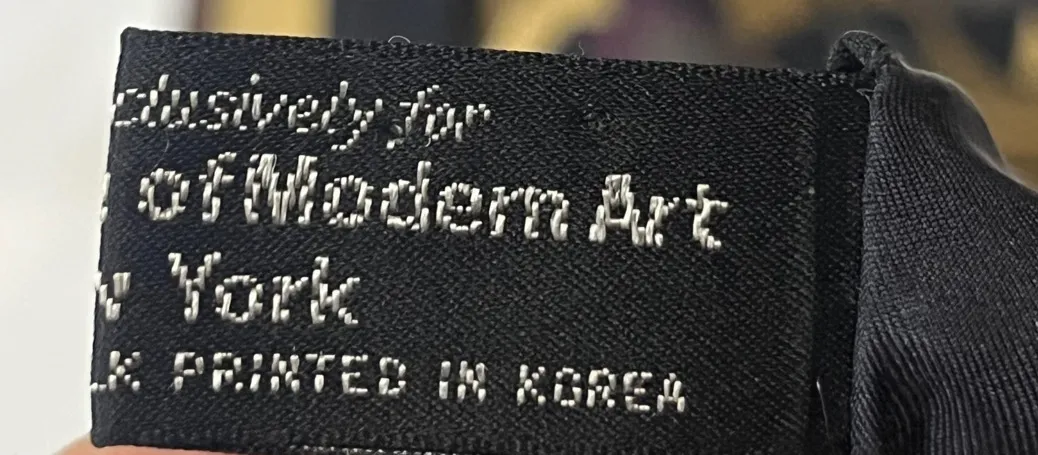 clusively for
of Modern Art
w York
LK PRINTED IN KOREA